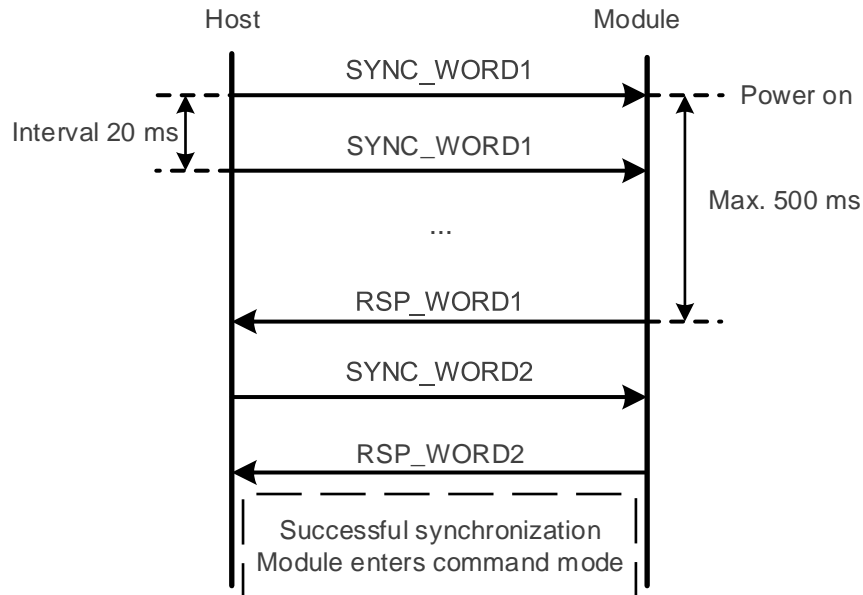 Host
Module
SYNC_WORD1
Power on
Interval 20 ms
SYNC_WORD1
Max. 500 ms
...
RSP_WORD1
SYNC_WORD2
RSP_WORD2
Successful synchronization
Module enters command mode